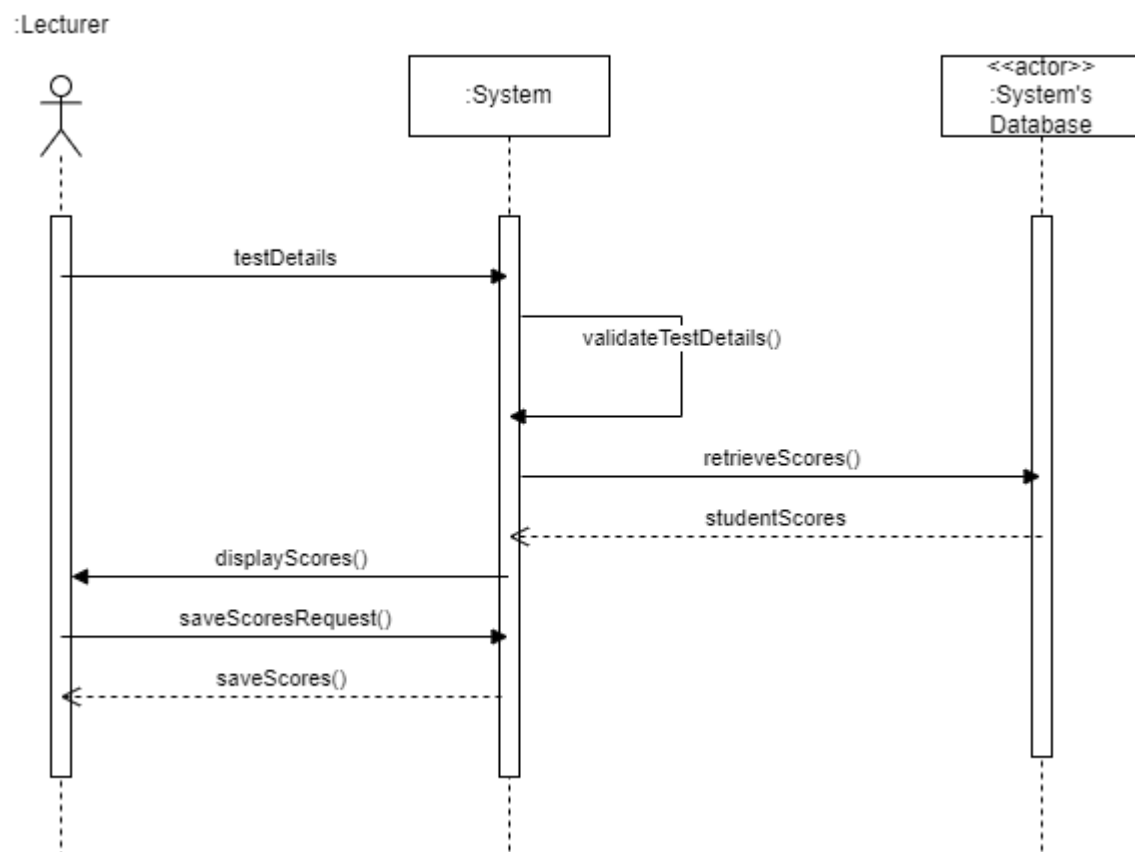 :Lecturer
:System
<<actor>>
:System's
Database
testDetails
validateTestDetails()
retrieveScores()
studentScores
displayScores()
saveScoresRequest()
saveScores()